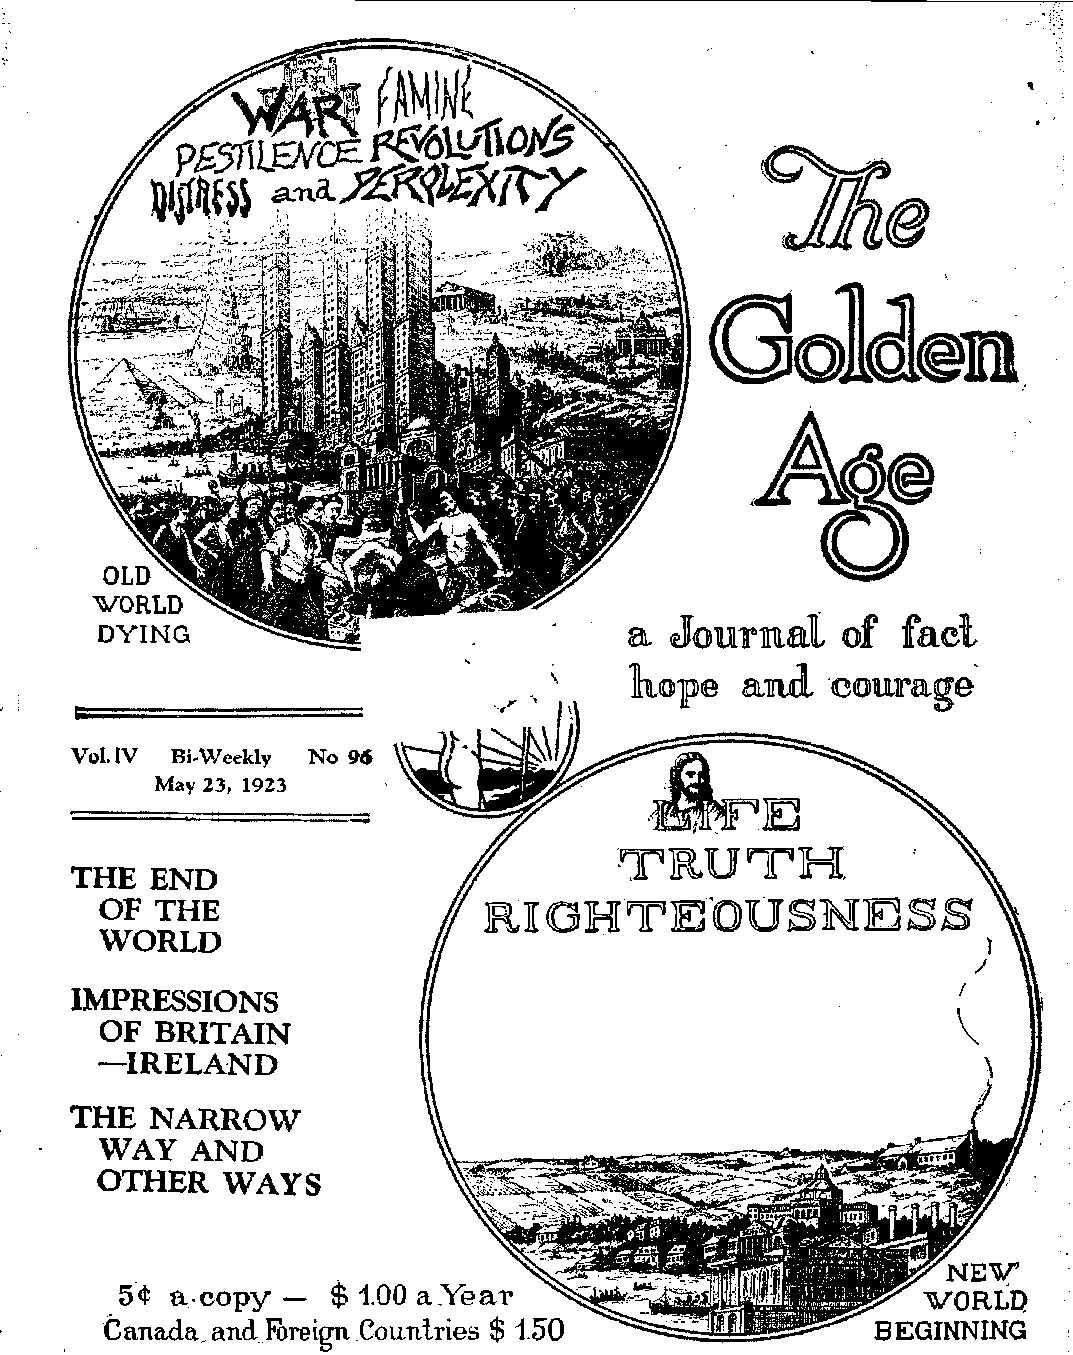 WAR FAMINE
PESTILENCE REVOLUTIONS
DISTRESS and PERPLEXITY
The
Golden
Age
OLD
WORLD
DYING
a Journal of fact
hope and courage
Vol. IV Bi-Weekly No 96
May 23, 1923
LIFE
TRUTH
RIGHTEOUSNESS
THE END
OF THE
WORLD
IMPRESSIONS
OF BRITAIN
—IRELAND
THE NARROW
WAY AND
OTHER WAYS
5¢ a copy — $ 1.00 a Year
Canada and Foreign Countries $ 1.50
NEW
WORLD
BEGINNING